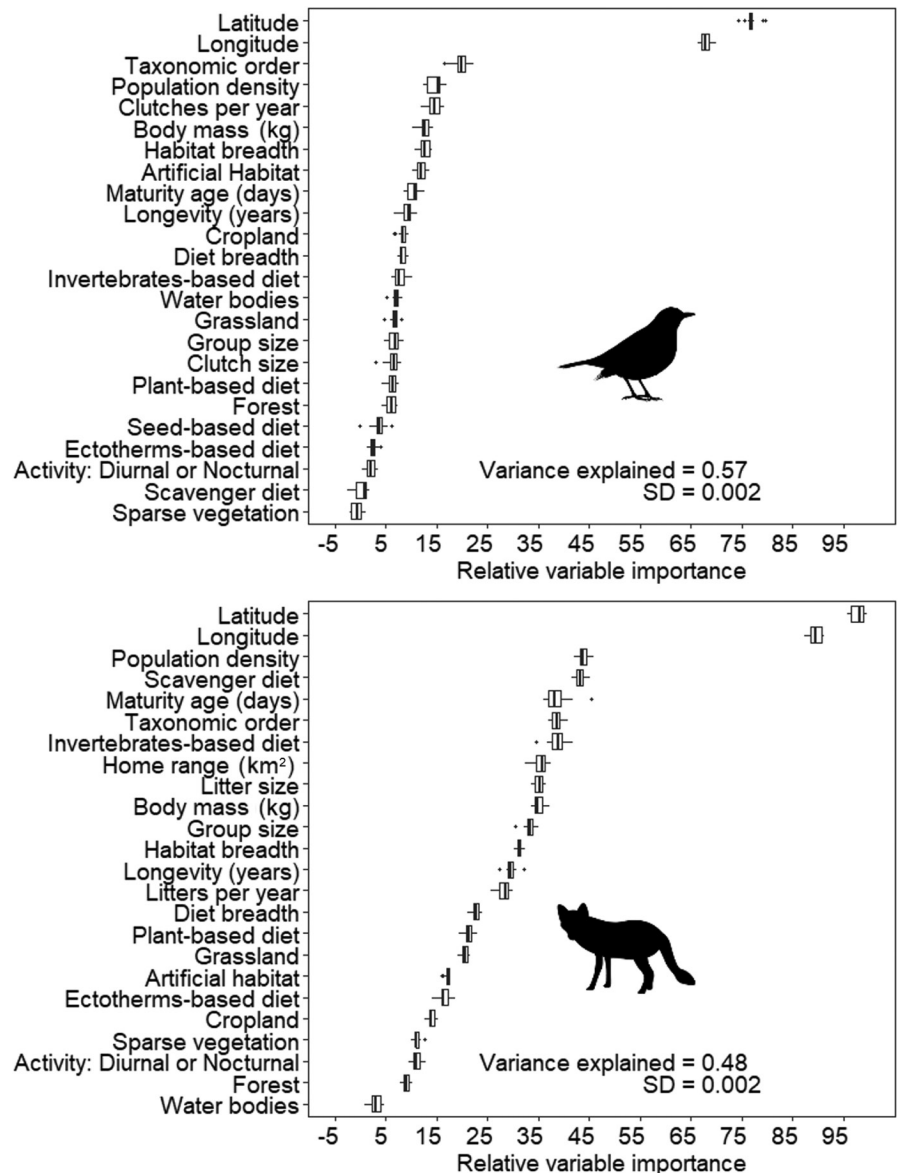 Latitude
Longitude
Taxonomic order
Population density
Clutches per year
Body mass (kg)
Habitat breadth
Artificial Habitat
Maturity age (days)
Longevity (years)
Cropland
Diet breadth
Invertebrates-based diet
Water bodies
Grassland
Group size
Clutch size
Plant-based diet
Forest
Seed-based diet
Ectotherms-based diet
Activity: Diurnal or Nocturnal
Scavenger diet
Sparse vegetation
Variance explained = 0.57
SD = 0.002
-5 5 15 25 35 45 55 65 75 85 95
Relative variable importance
Latitude
Longitude
Population density
Scavenger diet
Maturity age (days)
Taxonomic order
Invertebrates-based diet
Home range (km²)
Litter size
Body mass (kg)
Group size
Habitat breadth
Longevity (years)
Litters per year
Diet breadth
Plant-based diet
Grassland
Artificial habitat
Ectotherms-based diet
Cropland
Sparse vegetation
Activity: Diurnal or Nocturnal
Forest
Water bodies
Variance explained = 0.48
SD = 0.002
-5 5 15 25 35 45 55 65 75 85 95
Relative variable importance